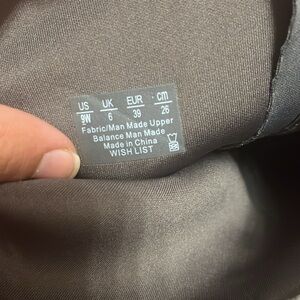 US UK EUR cm
9W 6 39 26
Fabric/Man Made Upper
Balance Man Made
Made in China
WISH LIST